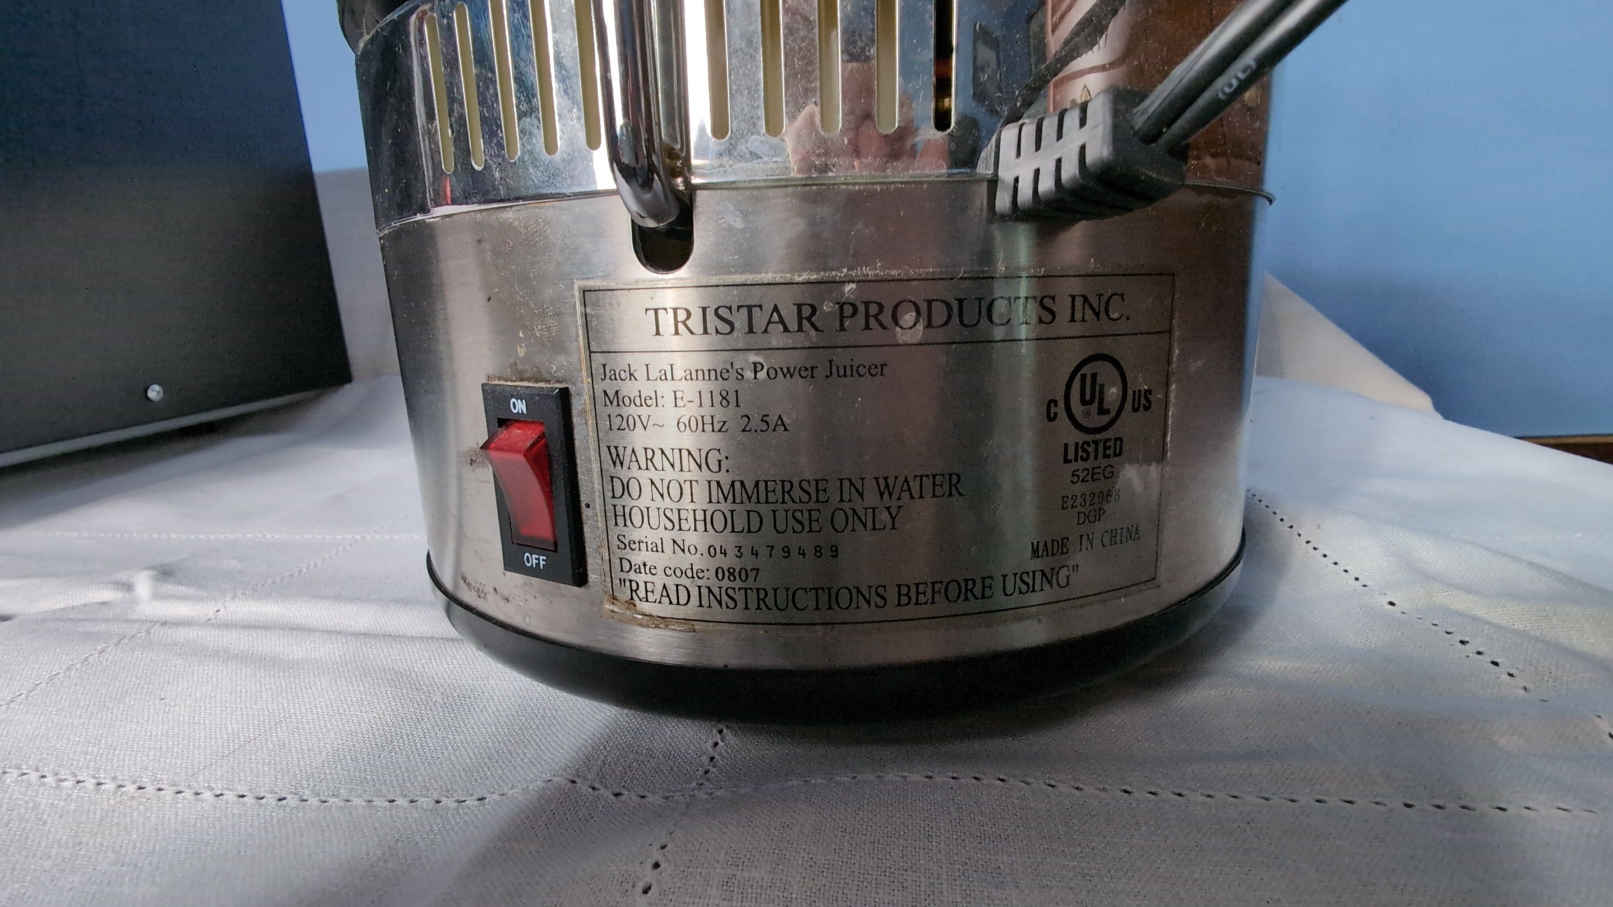 TRISTAR PRODUCTS INC.
Jack LaLanne's Power Juicer
Model: E-1181
120V~ 60Hz 2.5A
WARNING:
DO NOT IMMERSE IN WATER
HOUSEHOLD USE ONLY
Serial No. 043479489
Date code: 0807
"READ INSTRUCTIONS BEFORE USING"
C UL US
®
LISTED
52EG
DGP
MADE IN CHINA
ON
OFF